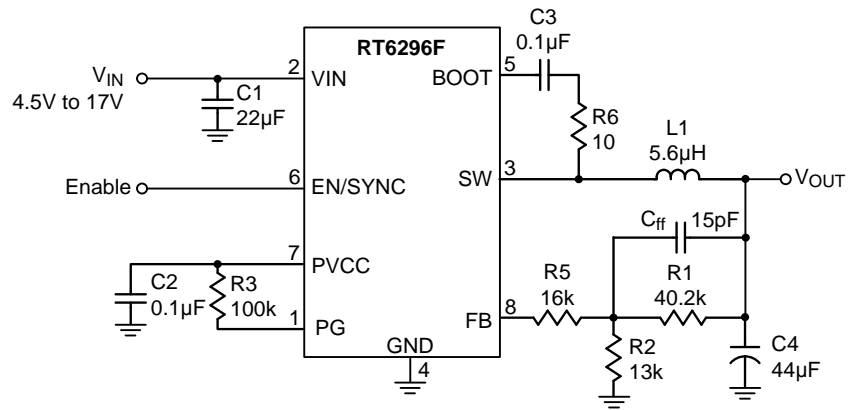 RT6296F
C3
0.1µF
VIN
4.5V to 17V
2
VIN
C1
22µF
BOOT
5
R6
10
L1
5.6µH
Enable
6
EN/SYNC
SW
3
VOUT
Cff
15pF
7
PVCC
C2
0.1µF
R3
100k
1
PG
R5
16k
R1
40.2k
FB
8
GND
4
R2
13k
C4
44µF